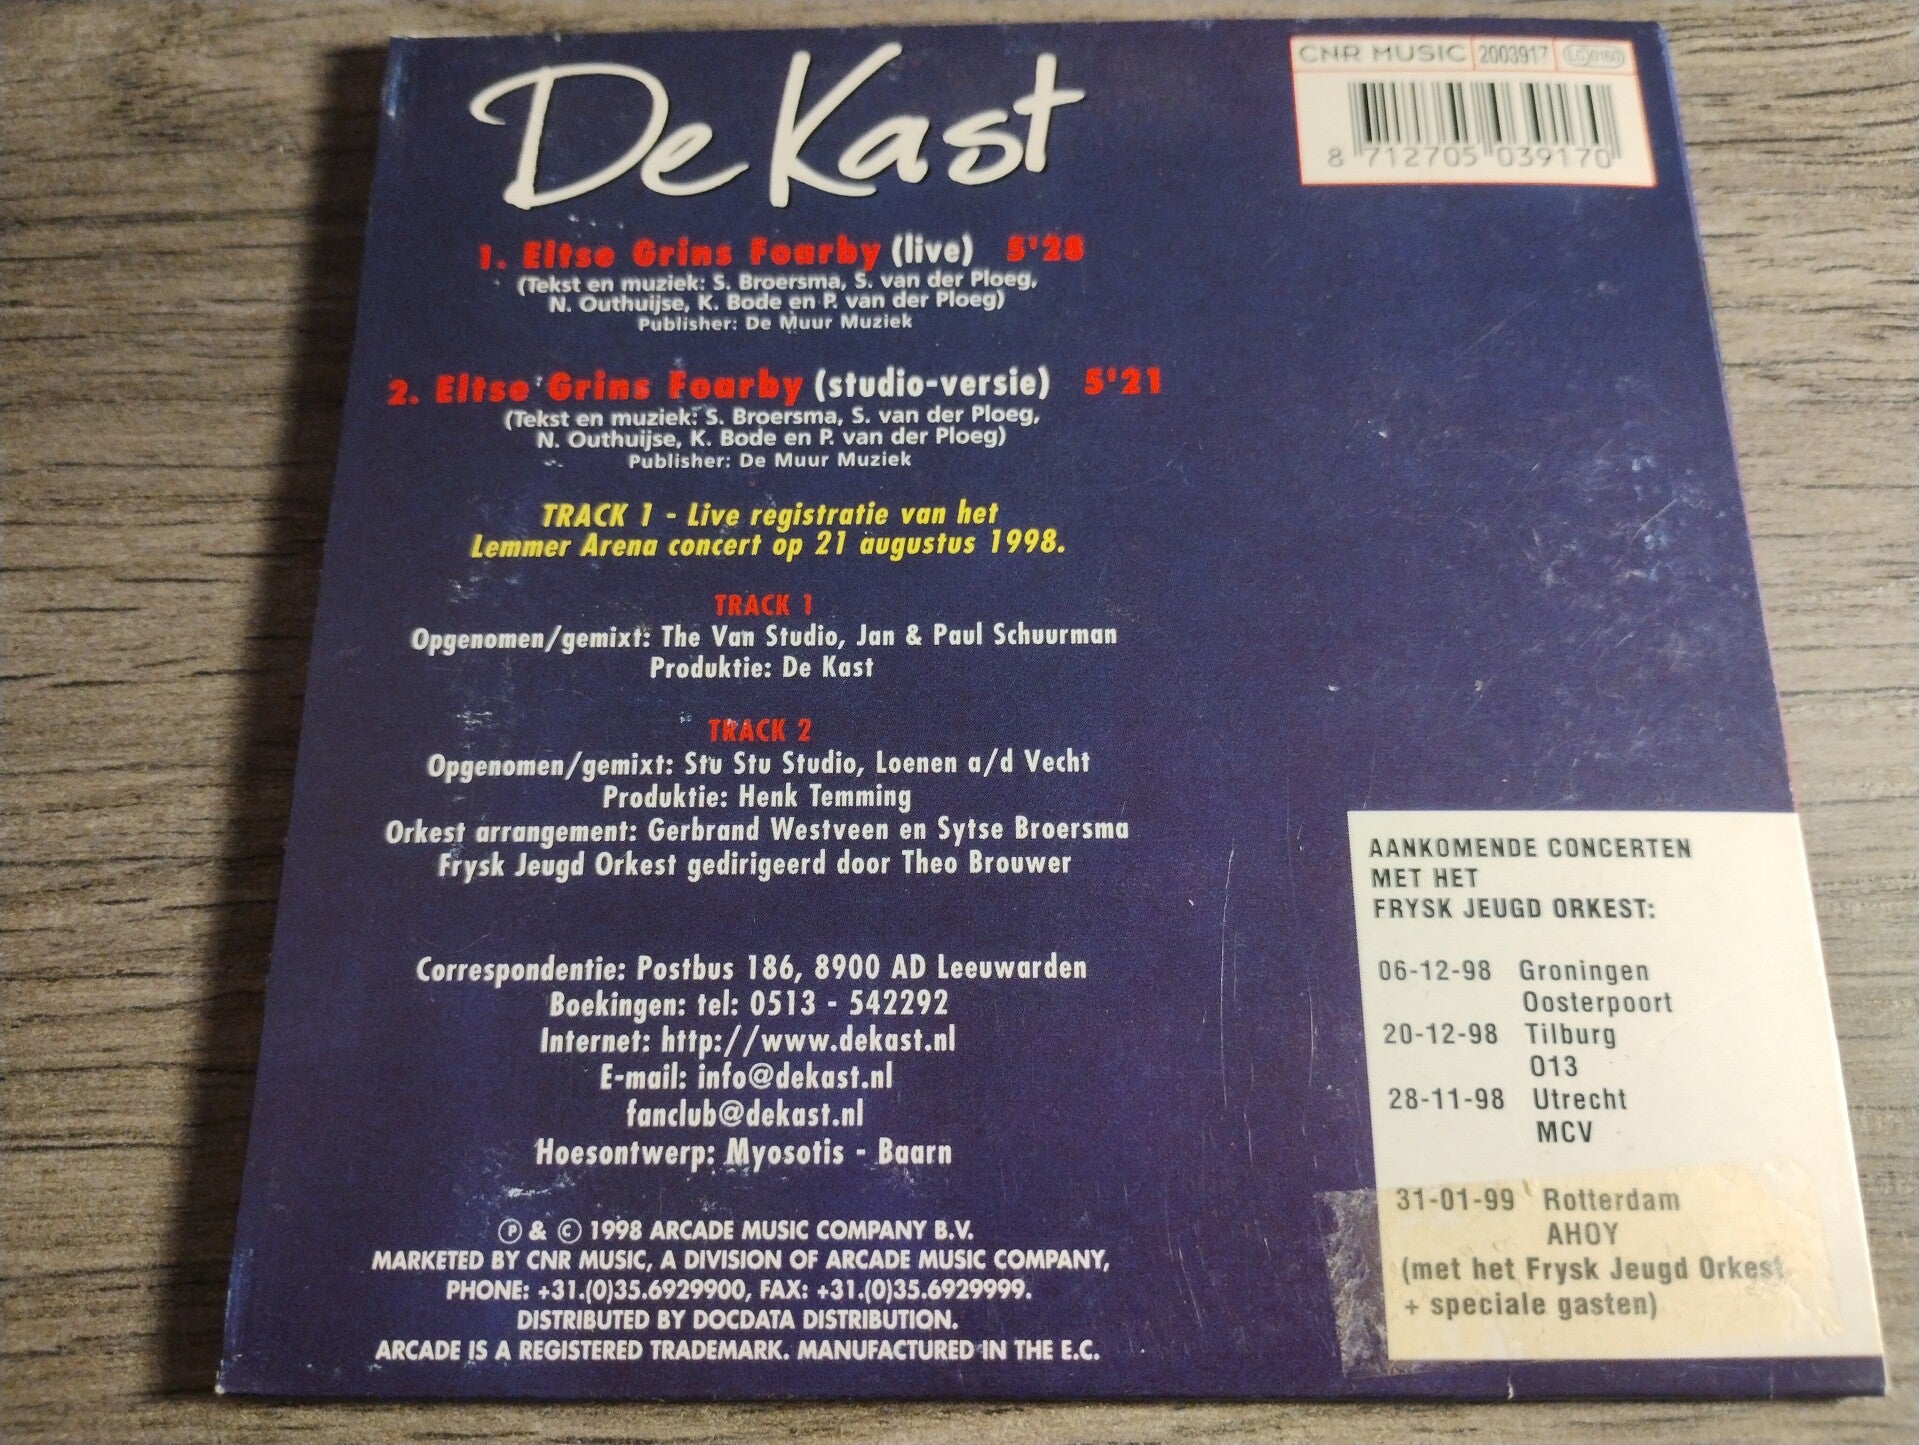 De Kast
CNR MUSIC 2003917 LC 0160
8 712705 039170
1. Eltse Grins Foarby (live) 5'28
(Tekst en muziek: S. Broersma, S. van der Ploeg,
N. Outhuijse, K. Bode en P. van der Ploeg)
Publisher: De Muur Muziek
2. Eltse Grins Foarby (studio-versie) 5'21
(Tekst en muziek: S. Broersma, S. van der Ploeg,
N. Outhuijse, K. Bode en P. van der Ploeg)
Publisher: De Muur Muziek
TRACK 1 - Live registratie van het
Lemmer Arena concert op 21 augustus 1998.
TRACK 1
Opgenomen/gemixt: The Van Studio, Jan & Paul Schuurman
Produktie: De Kast
TRACK 2
Opgenomen/gemixt: Stu Stu Studio, Loenen a/d Vecht
Produktie: Henk Temming
Orkest arrangement: Gerbrand Westveen en Sytse Broersma
Frysk Jeugd Orkest gedirigeerd door Theo Brouwer
Correspondentie: Postbus 186, 8900 AD Leeuwarden
Boekingen: tel: 0513 - 542292
Internet: http://www.dekast.nl
E-mail: info@dekast.nl
fanclub@dekast.nl
Hoesontwerp: Myosotis - Baarn
℗ & © 1998 ARCADE MUSIC COMPANY B.V.
MARKETED BY CNR MUSIC, A DIVISION OF ARCADE MUSIC COMPANY,
PHONE: +31.(0)35.6929900, FAX: +31.(0)35.6929999.
DISTRIBUTED BY DOCDATA DISTRIBUTION.
ARCADE IS A REGISTERED TRADEMARK. MANUFACTURED IN THE E.C.
AANKOMENDE CONCERTEN
MET HET
FRYSK JEUGD ORKEST:
06-12-98 Groningen
Oosterpoort
20-12-98 Tilburg
013
28-11-98 Utrecht
MCV
31-01-99 Rotterdam
AHOY
(met het Frysk Jeugd Orkest
+ speciale gasten)